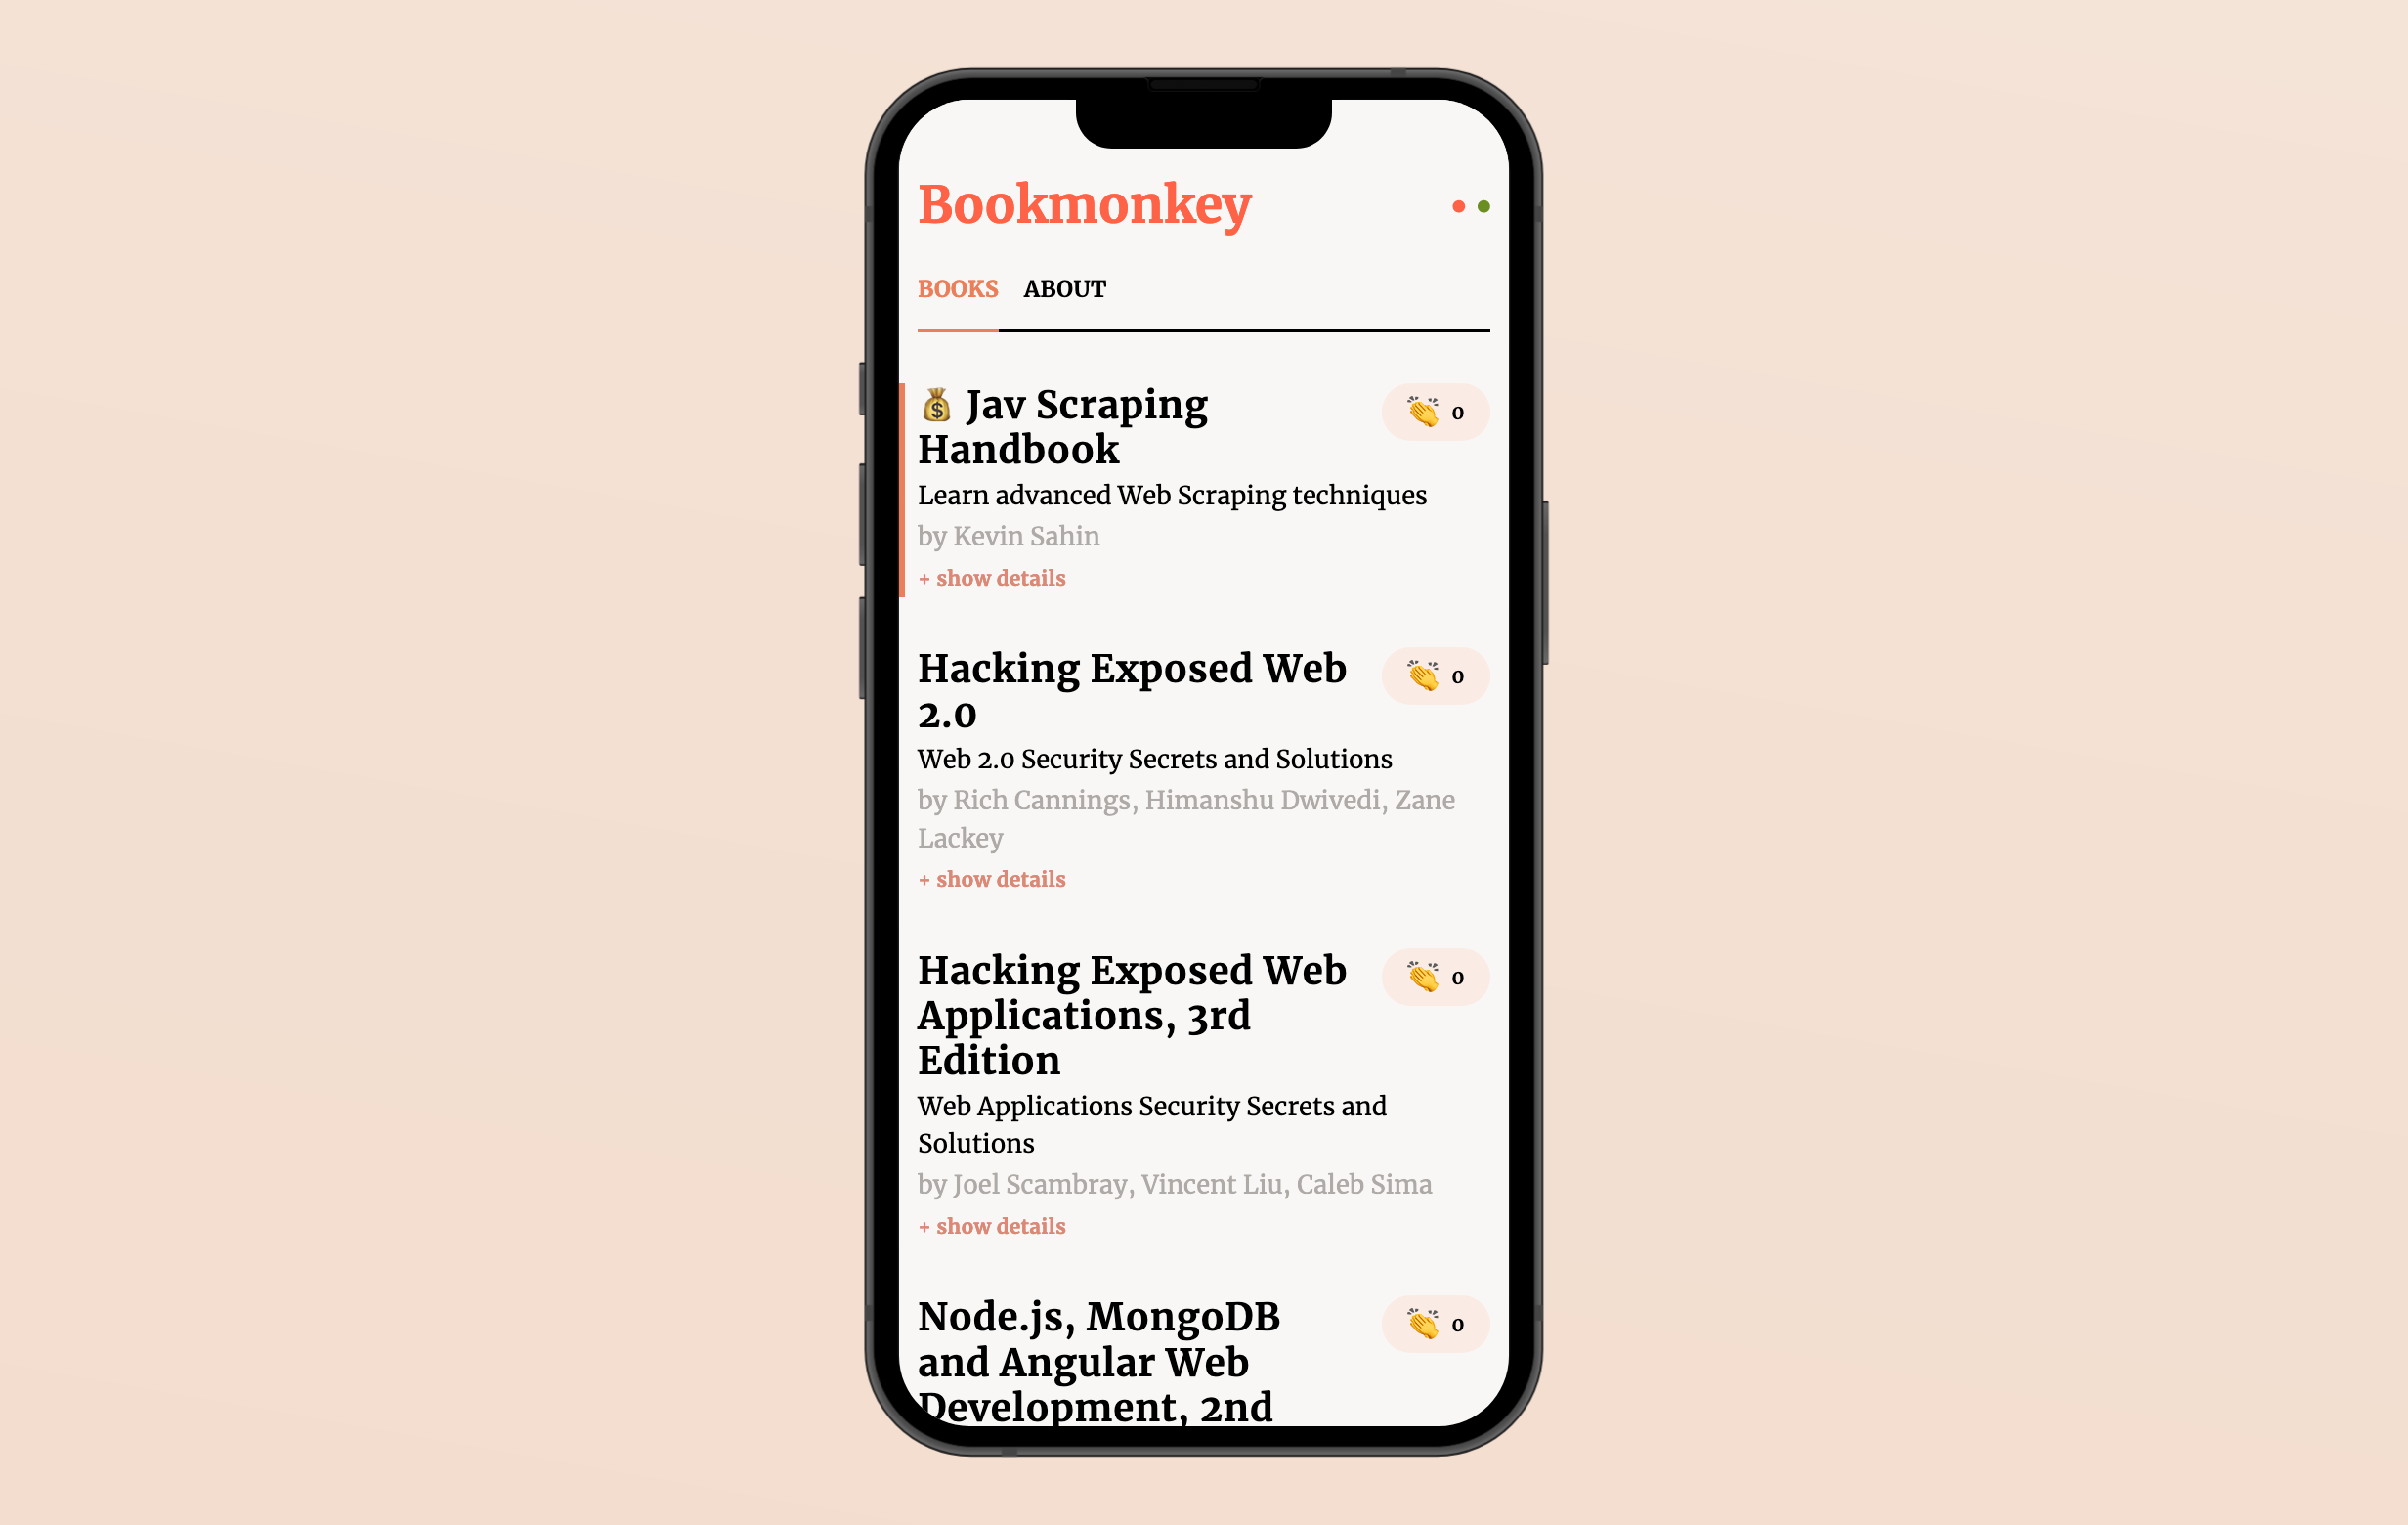 Bookmonkey
BOOKS ABOUT
💰 Jav Scraping
Handbook
👏 0
Learn advanced Web Scraping techniques
by Kevin Sahin
+ show details
Hacking Exposed Web
2.0
👏 0
Web 2.0 Security Secrets and Solutions
by Rich Cannings, Himanshu Dwivedi, Zane
Lackey
+ show details
Hacking Exposed Web
Applications, 3rd
Edition
👏 0
Web Applications Security Secrets and
Solutions
by Joel Scambray, Vincent Liu, Caleb Sima
+ show details
Node.js, MongoDB
and Angular Web
Development, 2nd
👏 0